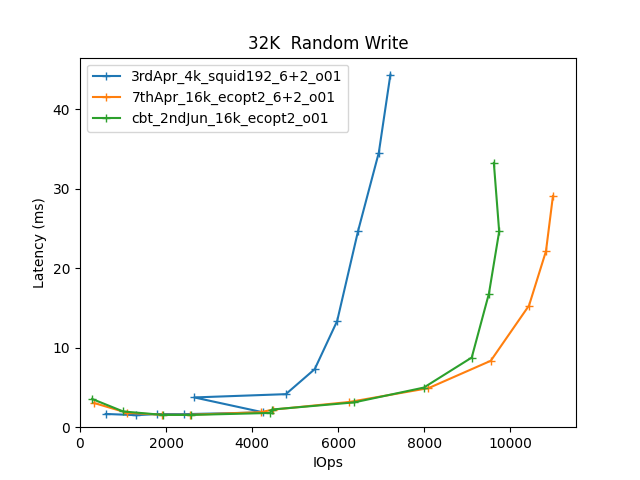 32K  Random Write
3rdApr_4k_squid192_6+2_o01
7thApr_16k_ecopt2_6+2_o01
cbt_2ndJun_16k_ecopt2_o01
40
30
20
10
0
Latency (ms)
0 2000 4000 6000 8000 10000
IOps